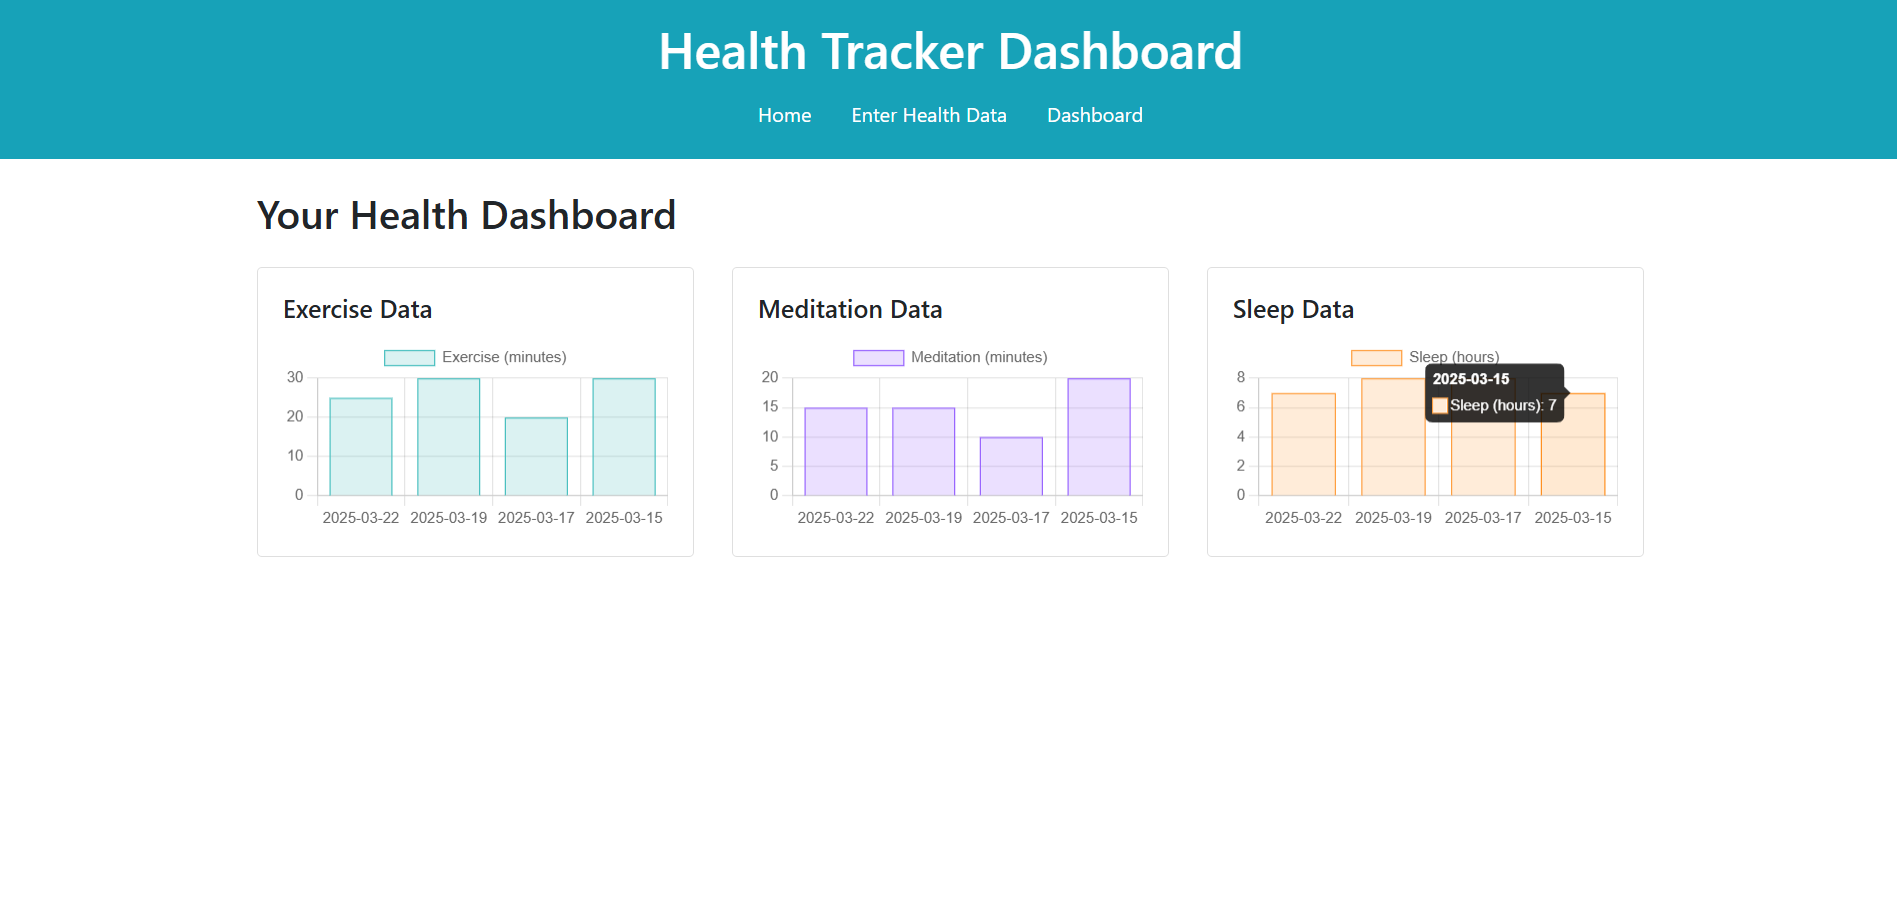 Health Tracker Dashboard
Home Enter Health Data Dashboard
Your Health Dashboard
Exercise Data
Exercise (minutes)
30
20
10
0
2025-03-22 2025-03-19 2025-03-17 2025-03-15
Meditation Data
Meditation (minutes)
20
15
10
5
0
2025-03-22 2025-03-19 2025-03-17 2025-03-15
Sleep Data
Sleep (hours)
8
6
4
2
0
2025-03-15
Sleep (hours): 7
2025-03-22 2025-03-19 2025-03-17 2025-03-15